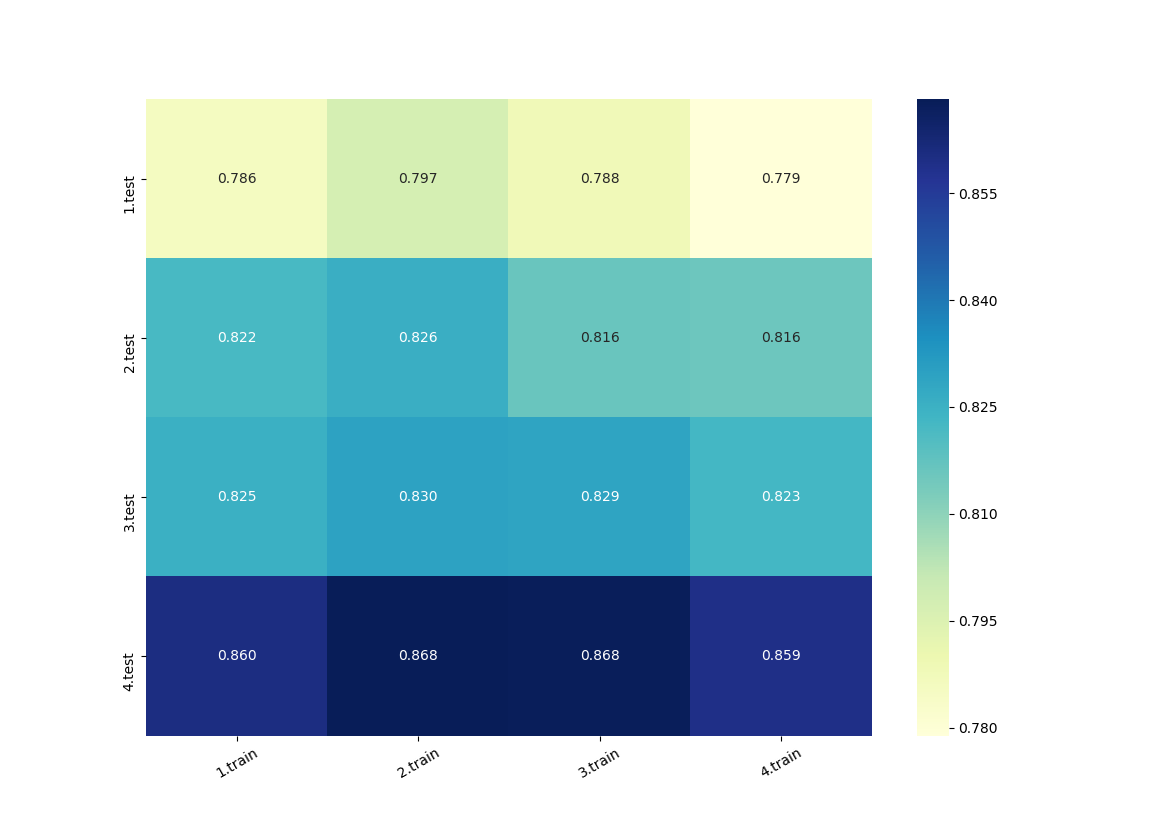 1.test 0.786 0.797 0.788 0.779
2.test 0.822 0.826 0.816 0.816
3.test 0.825 0.830 0.829 0.823
4.test 0.860 0.868 0.868 0.859
1.train 2.train 3.train 4.train
0.855
0.840
0.825
0.810
0.795
0.780